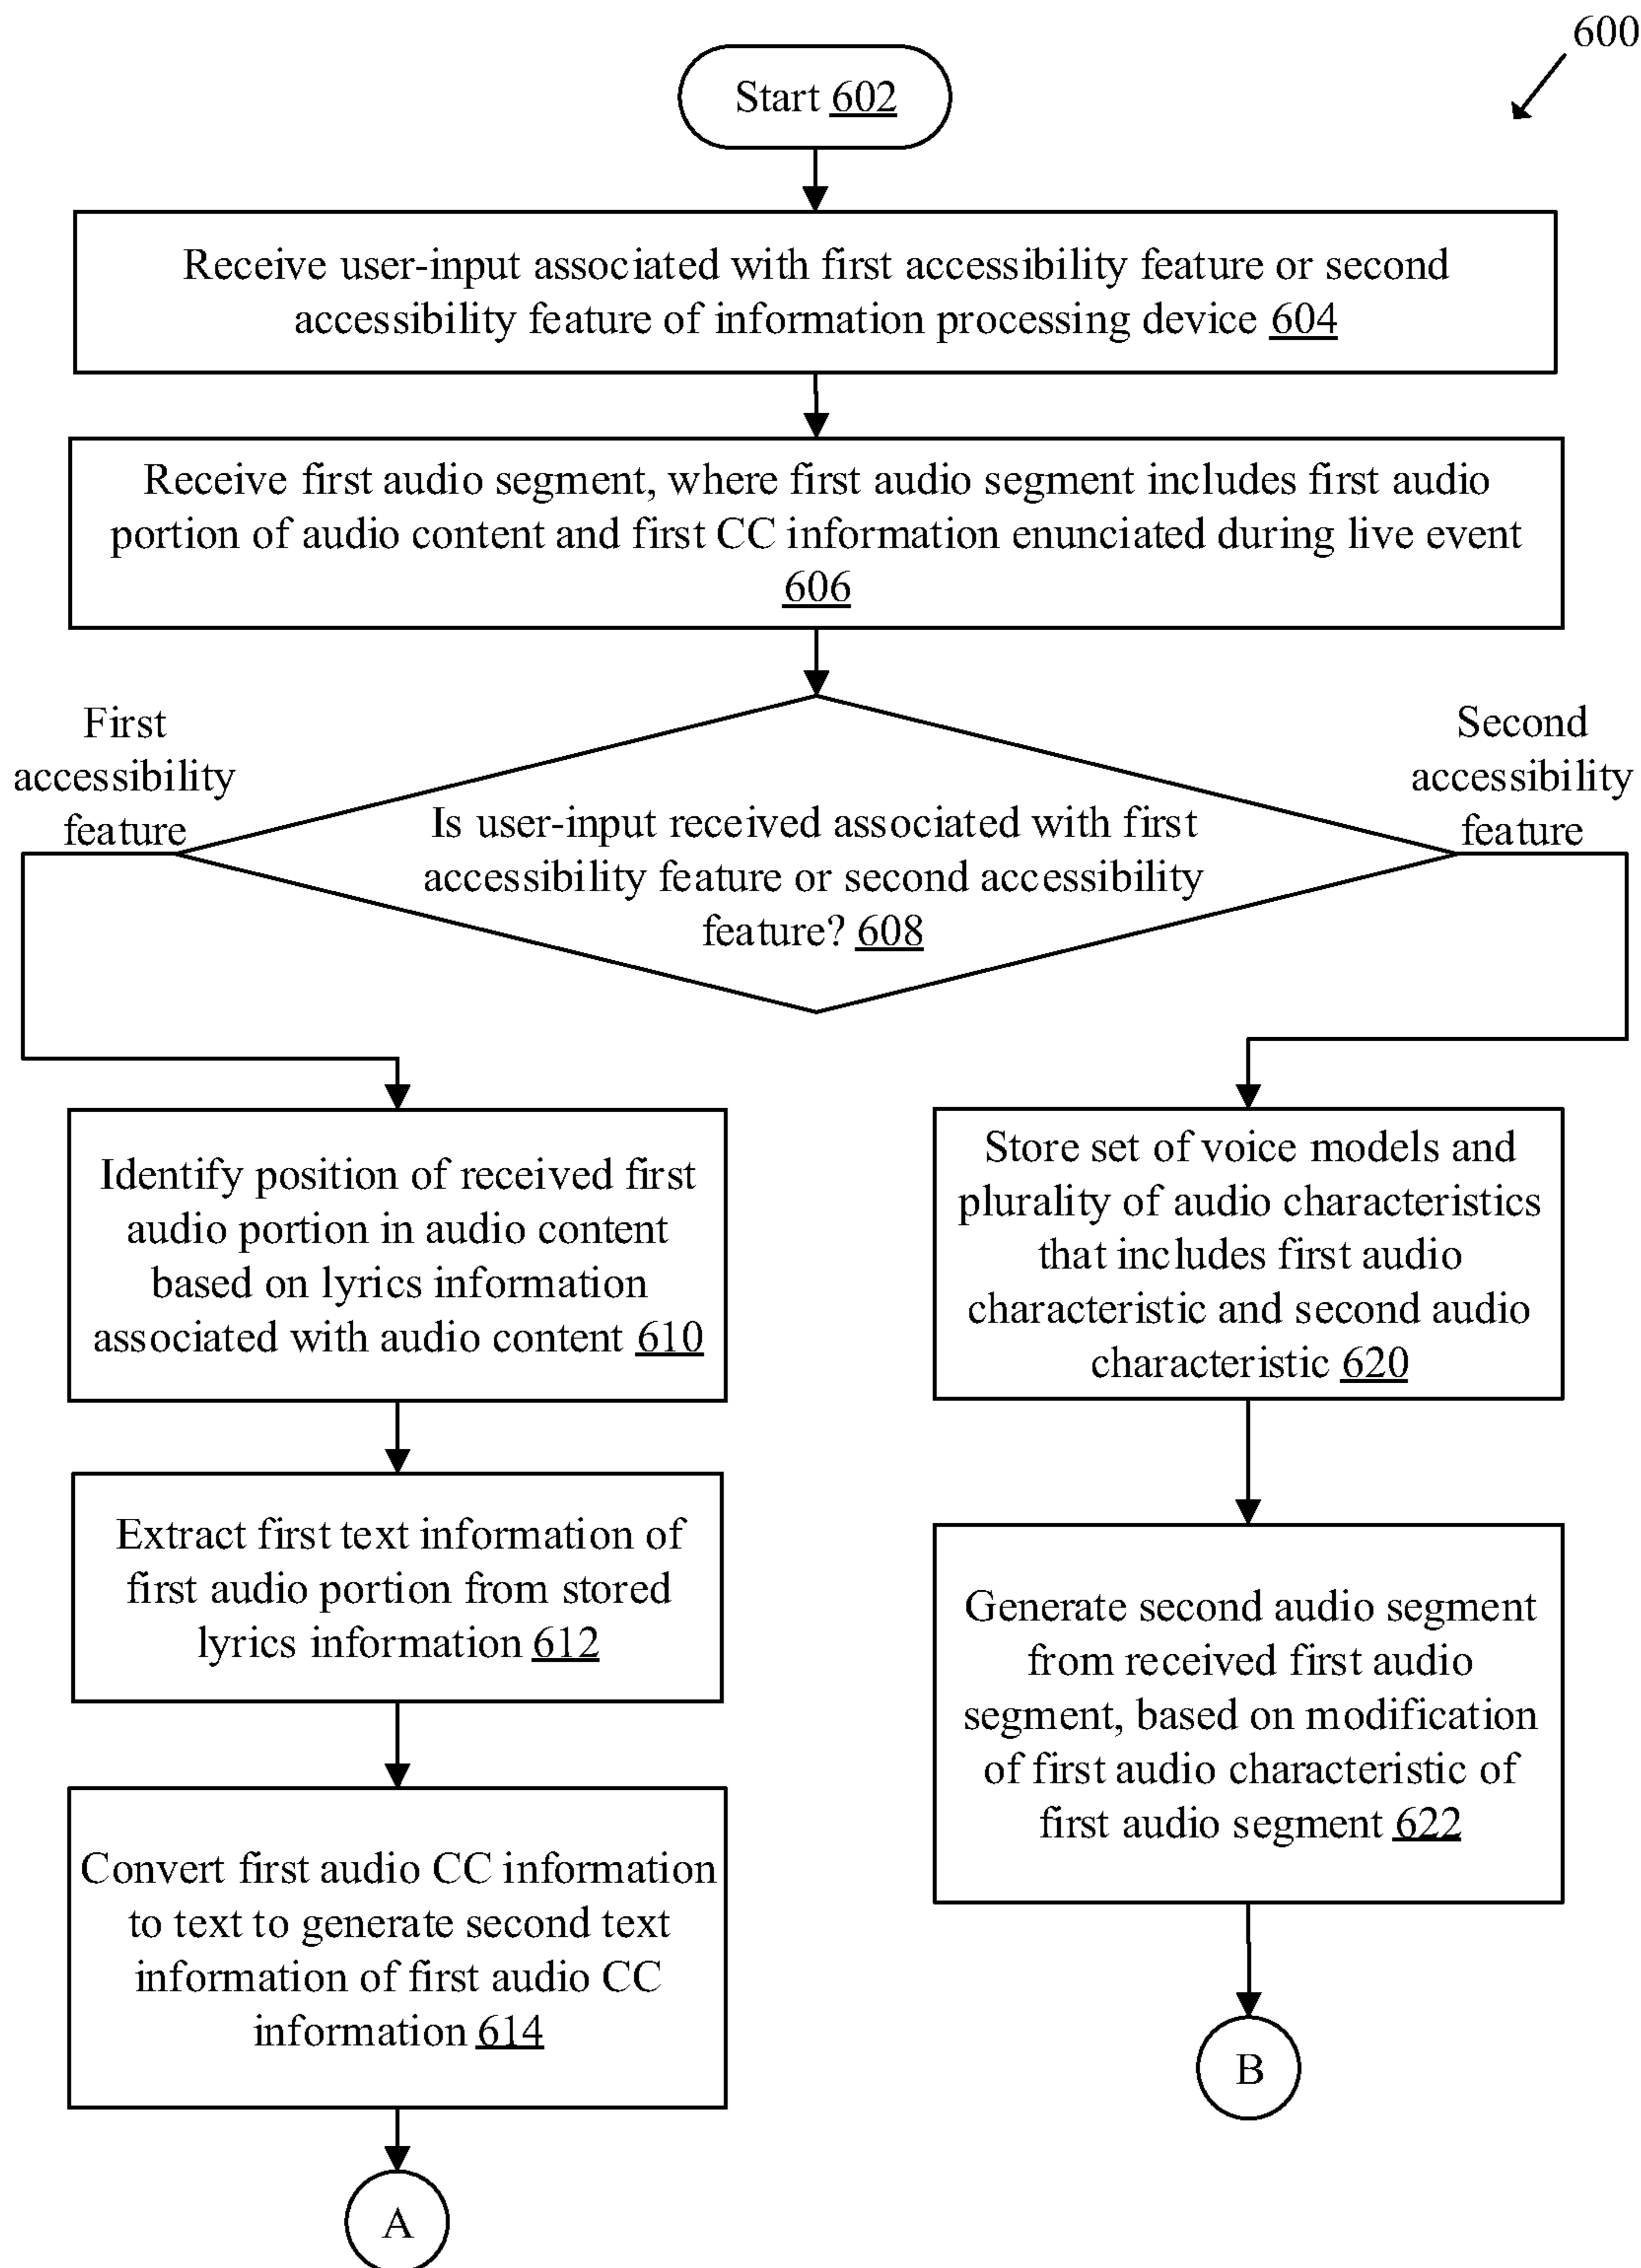 600
Start 602
Receive user-input associated with first accessibility feature or second
accessibility feature of information processing device 604
Receive first audio segment, where first audio segment includes first audio
portion of audio content and first CC information enunciated during live event
606
First
accessibility
feature
Second
accessibility
feature
Is user-input received associated with first
accessibility feature or second accessibility
feature? 608
Identify position of received first
audio portion in audio content
based on lyrics information
associated with audio content 610
Extract first text information of
first audio portion from stored
lyrics information 612
Convert first audio CC information
to text to generate second text
information of first audio CC
information 614
A
Store set of voice models and
plurality of audio characteristics
that includes first audio
characteristic and second audio
characteristic 620
Generate second audio segment
from received first audio
segment, based on modification
of first audio characteristic of
first audio segment 622
B